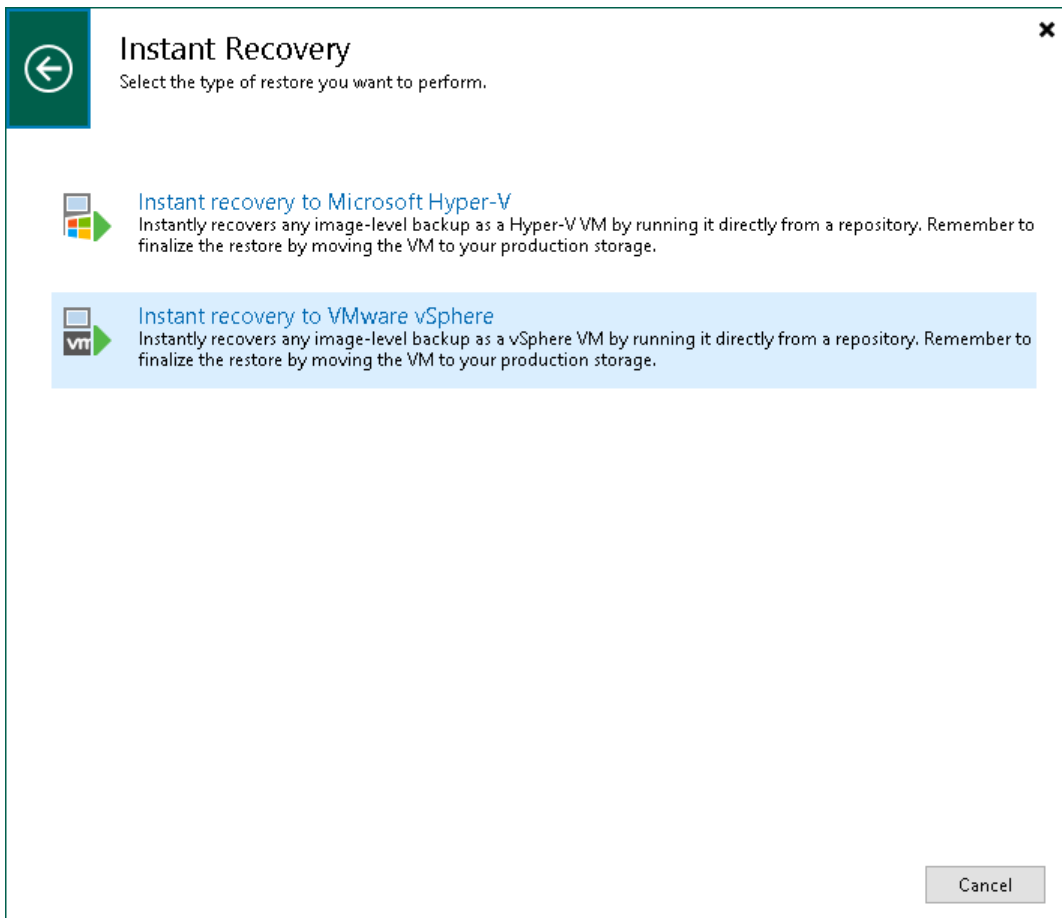 Instant Recovery
Select the type of restore you want to perform.
Instant recovery to Microsoft Hyper-V
Instantly recovers any image-level backup as a Hyper-V VM by running it directly from a repository. Remember to
finalize the restore by moving the VM to your production storage.
Instant recovery to VMware vSphere
Instantly recovers any image-level backup as a vSphere VM by running it directly from a repository. Remember to
finalize the restore by moving the VM to your production storage.
vm
Cancel